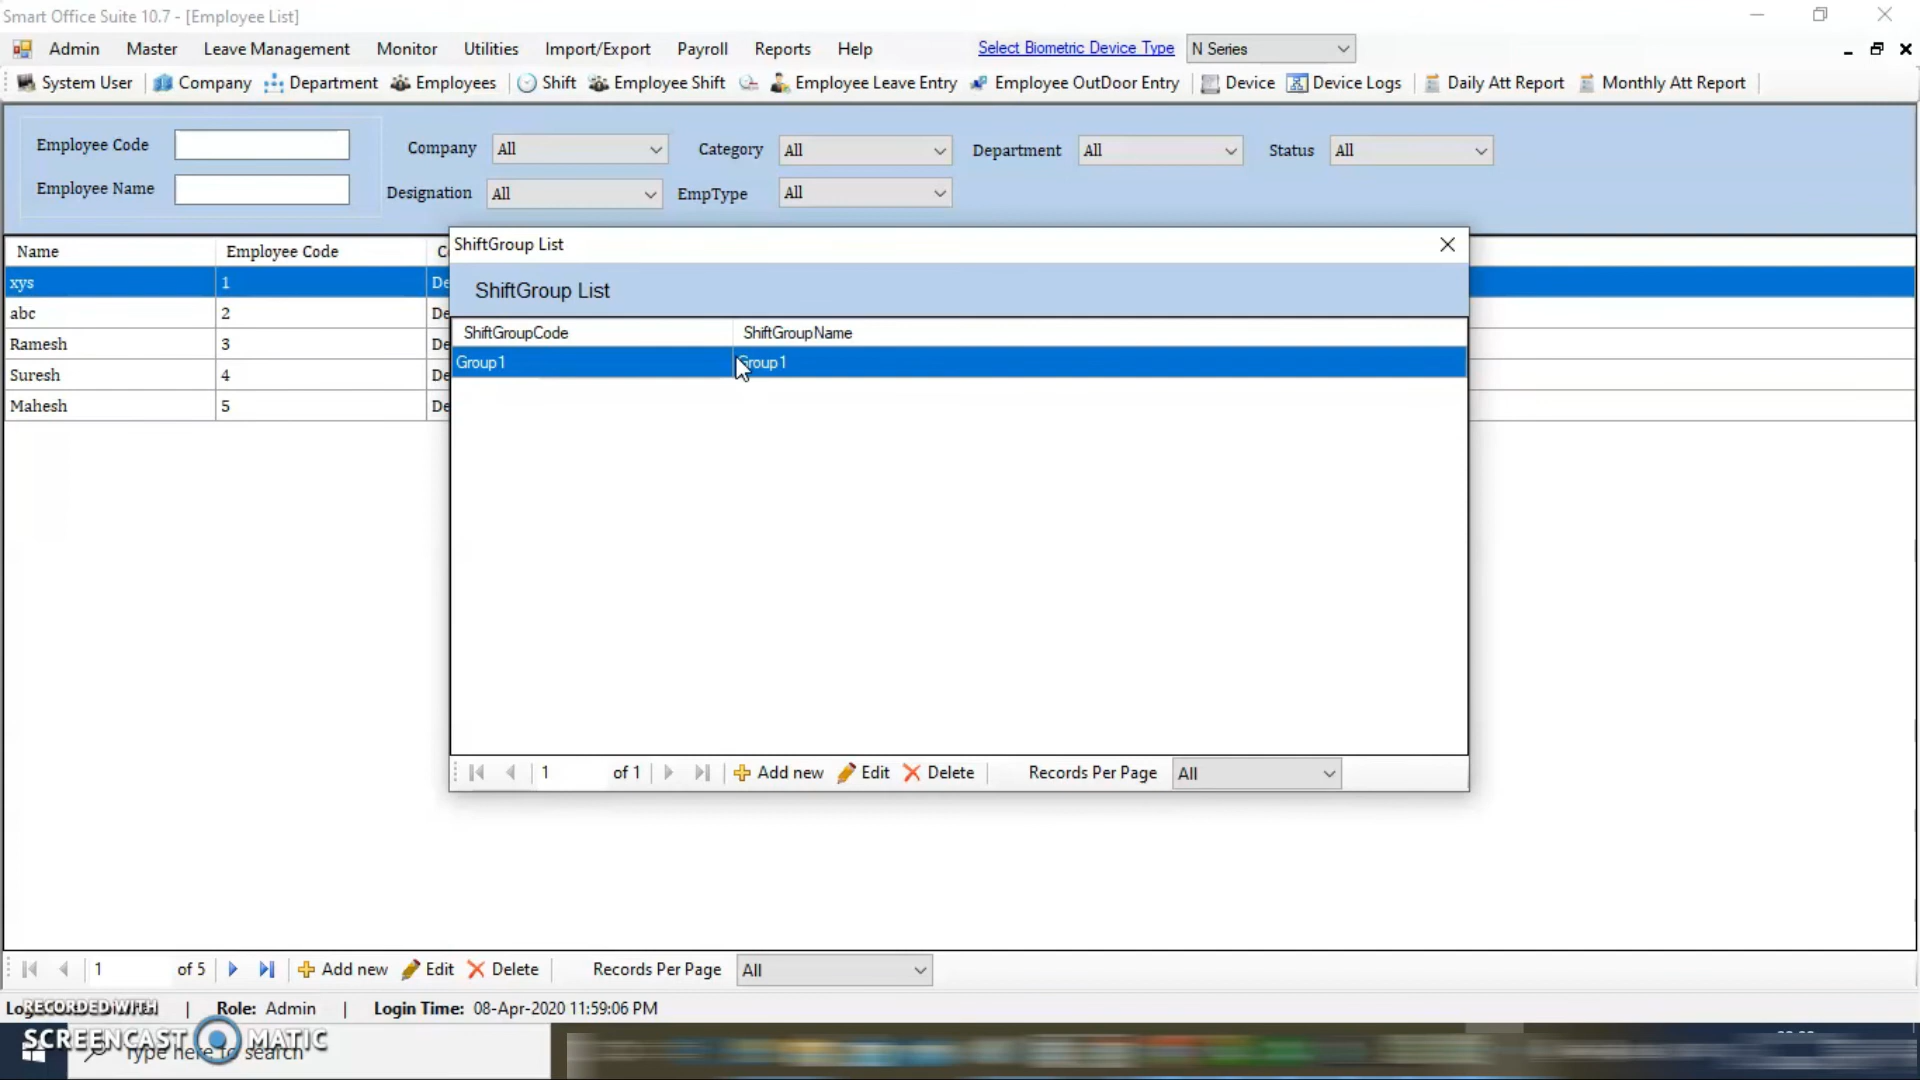 Smart Office Suite 10.7 - [Employee List]
Admin Master Leave Management Monitor Utilities Import/Export Payroll Reports Help Select Biometric Device Type N Series
System User Company Department Employees Shift Employee Shift Employee Leave Entry Employee OutDoor Entry Device Device Logs Daily Att Report Monthly Att Report
Employee Code Company All Category All Department All Status All
Employee Name Designation All EmpType All
Name Employee Code
xys 1 De
abc 2 De
Ramesh 3 De
Suresh 4 De
Mahesh 5 De
ShiftGroup List
ShiftGroup List
ShiftGroupCode ShiftGroupName
Group1 Group1
1 of 1 Add new Edit Delete Records Per Page All
1 of 5 Add new Edit Delete Records Per Page All
Role: Admin | Login Time: 08-Apr-2020 11:59:06 PM
RECORDED WITH
SCREENCAST MATIC
Type here to search